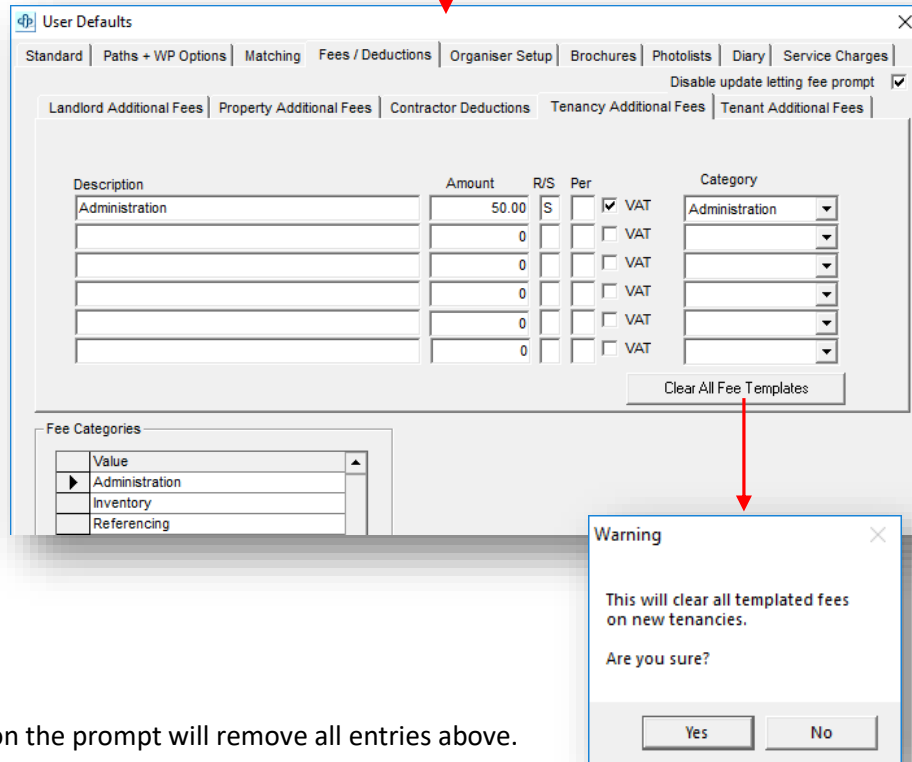 User Defaults
Standard Paths + WP Options Matching Fees / Deductions Organiser Setup Brochures Photolists Diary Service Charges
Disable update letting fee prompt
Landlord Additional Fees Property Additional Fees Contractor Deductions Tenancy Additional Fees Tenant Additional Fees
Description Amount R/S Per Category
Administration 50.00 S VAT Administration
0 VAT
0 VAT
0 VAT
0 VAT
0 VAT
Clear All Fee Templates
Fee Categories
Value
Administration
Inventory
Referencing
Warning
This will clear all templated fees
on new tenancies.
Are you sure?
Yes No
on the prompt will remove all entries above.